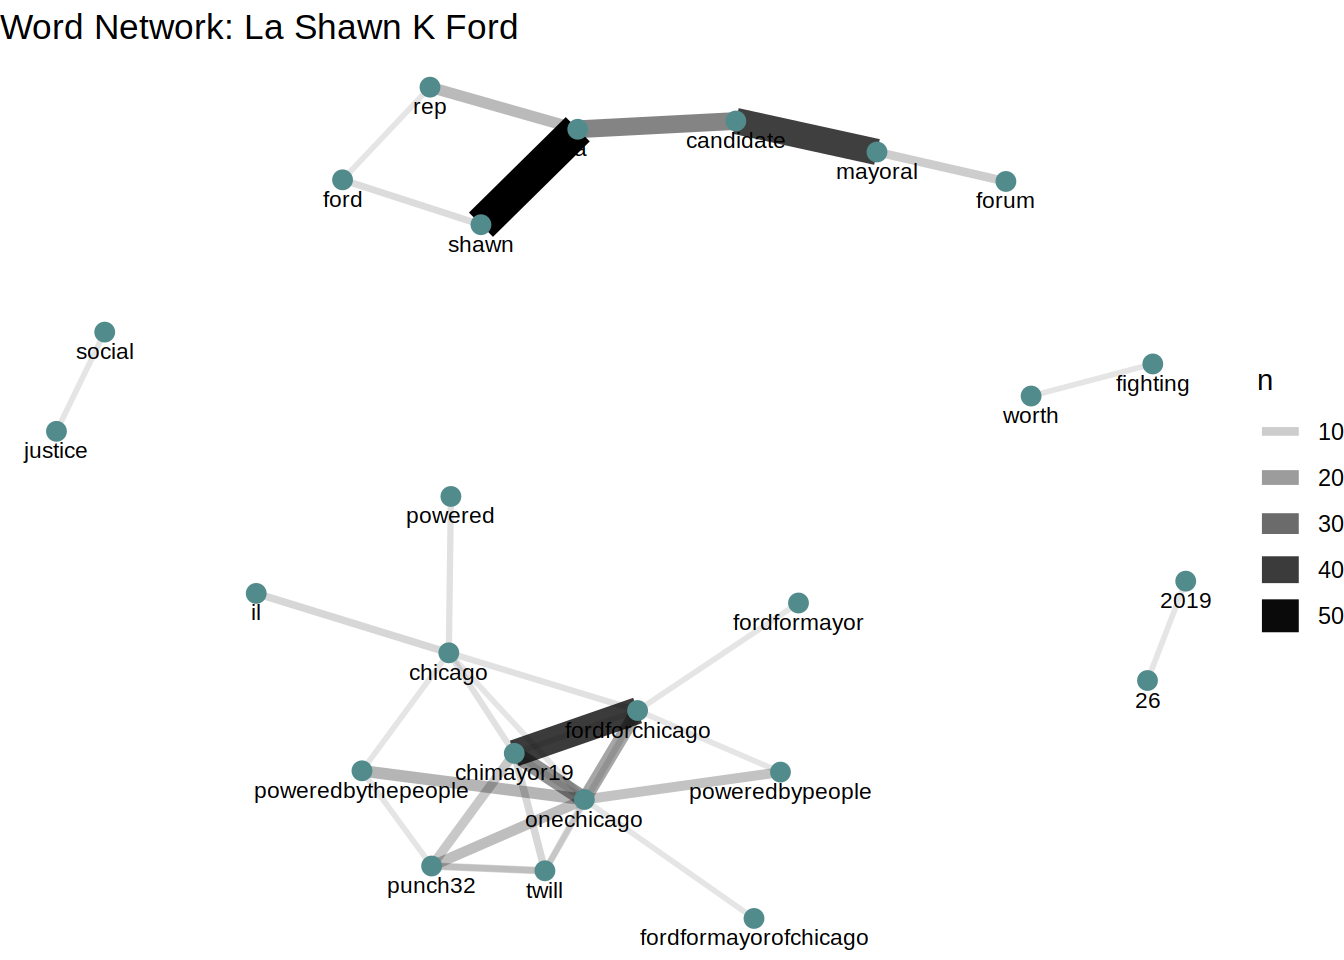 Word Network: La Shawn K Ford
rep
candidate
mayoral
forum
ford
shawn
social
justice
fighting
worth
n
10
20
30
40
50
powered
il
chicago
fordformayor
2019
26
fordforchicago
chimayor19
poweredbythepeople
poweredbypeople
onechicago
punch32
twill
fordformayorofchicago